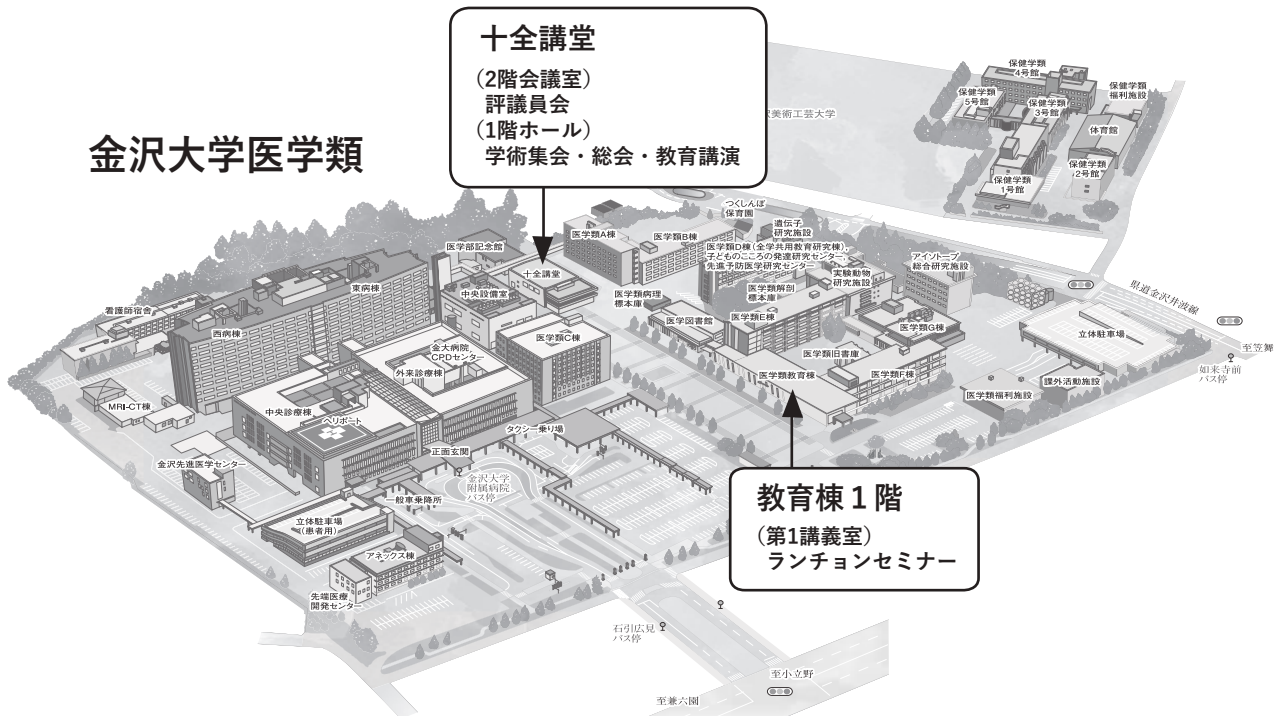 金沢大学医学類
十全講堂
(2階会議室)
評議員会
(1階ホール)
学術集会・総会・教育講演
教育棟1階
(第1講義室)
ランチョンセミナー
沢美術工芸大学
保健学類
4号館
保健学類
5号館
保健学類
3号館
保健学類
福利施設
体育館
保健学類
2号館
保健学類
1号館
つくしんぼ
保育園
遺伝子
研究施設
医学類A棟
医学類B棟
医学類D棟(全学共用教育研究棟),
子どものこころの発達研究センター,
先進予防医学研究センター
実験動物
研究施設
アイソトープ
総合研究施設
医学部記念館
十全講堂
中央設備室
医学類病理
標本庫
医学類解剖
標本庫
医学図書館
医学類E棟
医学類G棟
医学類旧書庫
医学類教育棟
医学類F棟
医学類福利施設
課外活動施設
立体駐車場
県道金沢井波線
至笠舞
如来寺前
バス停
看護師宿舎
東病棟
西病棟
金大病院
CPDセンター
外来診療棟
医学類C棟
MRI-CT棟
中央診療棟
ヘリポート
タクシー乗り場
正面玄関
金沢先進医学センター
金沢大学
附属病院
バス停
一般車乗降所
立体駐車場
(患者用)
アネックス棟
先端医療
開発センター
石引広見
バス停
至小立野
至兼六園